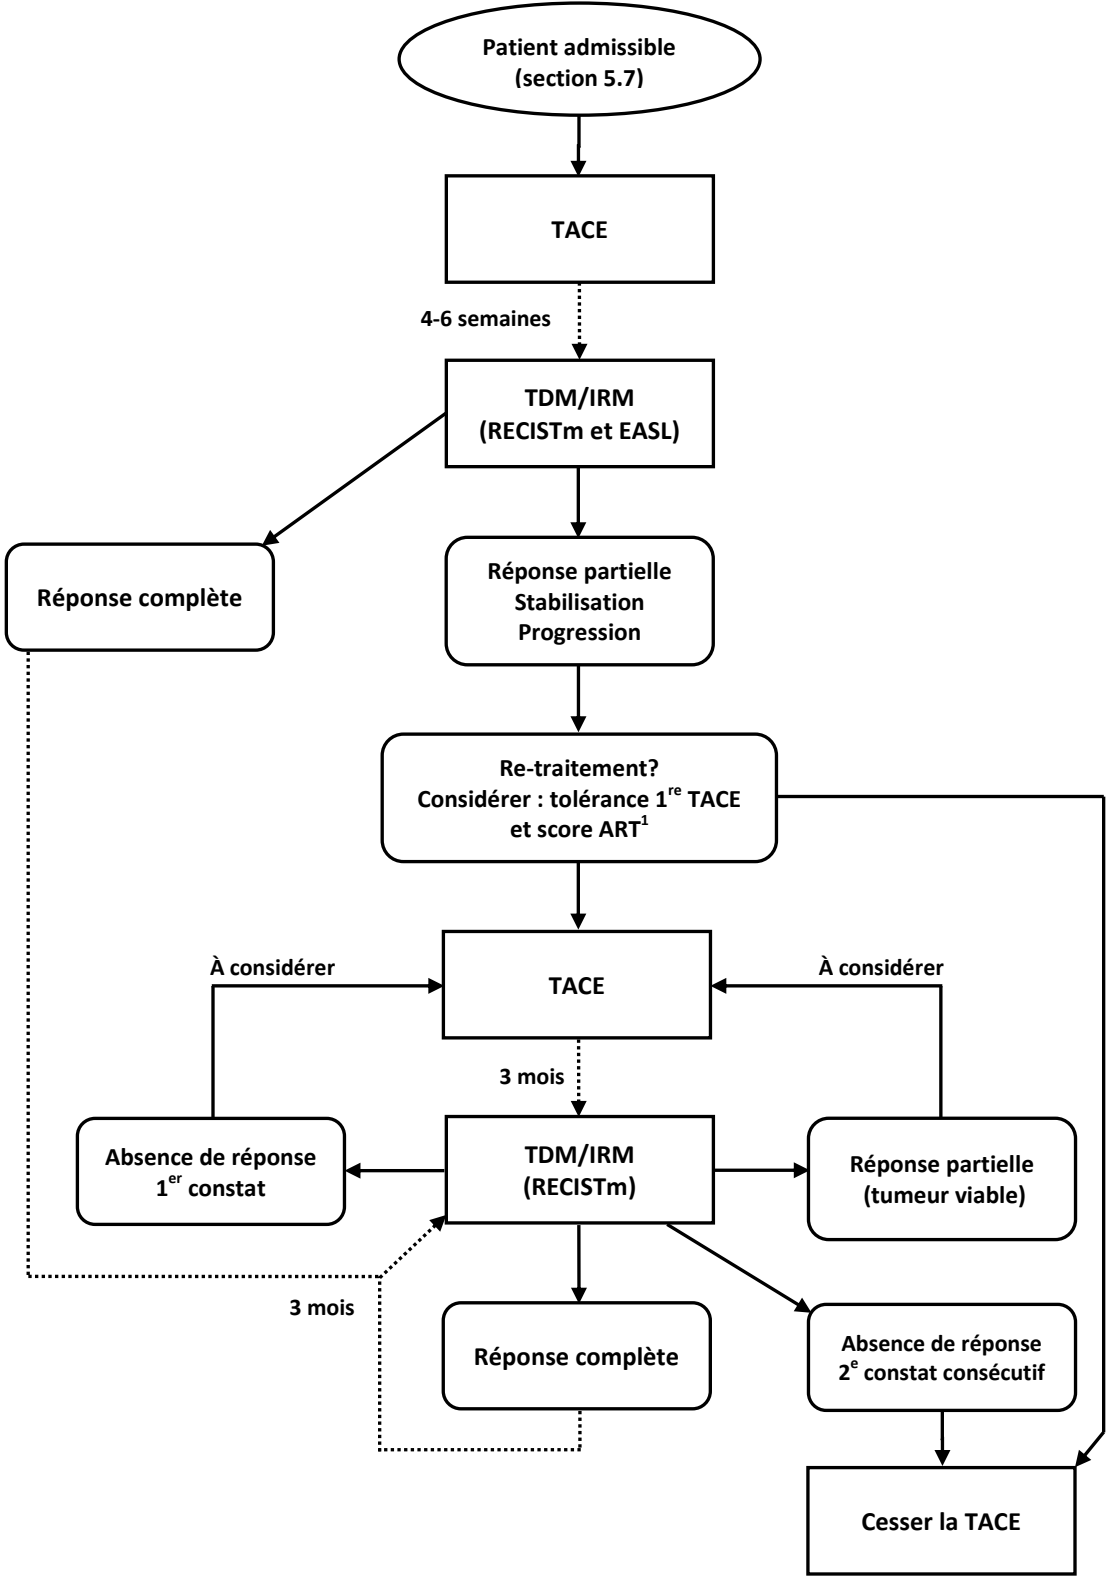 Patient admissible
(section 5.7)
TACE
4-6 semaines
TDM/IRM
(RECISTm et EASL)
Réponse complète
Réponse partielle
Stabilisation
Progression
Re-traitement?
Considérer : tolérance 1re TACE
et score ART1
À considérer
TACE
À considérer
3 mois
Absence de réponse
1er constat
TDM/IRM
(RECISTm)
Réponse partielle
(tumeur viable)
3 mois
Réponse complète
Absence de réponse
2e constat consécutif
Cesser la TACE